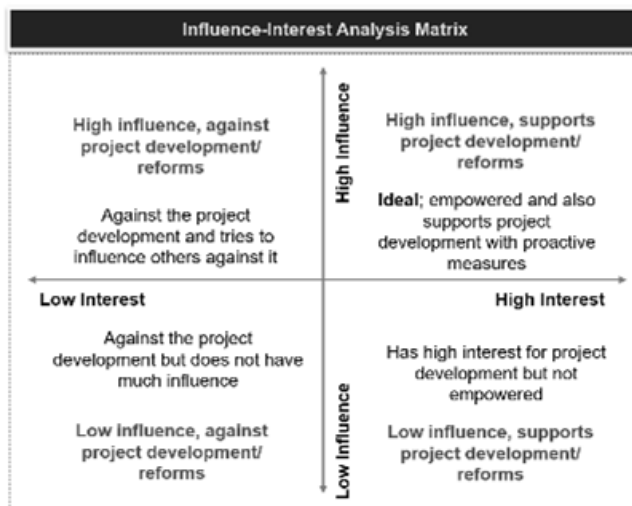 Influence-Interest Analysis Matrix
High influence, against
project development/
reforms
Against the project
development and tries to
influence others against it
High Influence
High influence, supports
project development/
reforms
Ideal; empowered and also
supports project
development with proactive
measures
Low Interest
High Interest
Against the project
development but does not have
much influence
Low influence, against
project development/
reforms
Low Influence
Has high interest for project
development but not
empowered
Low influence, supports
project development/
reforms